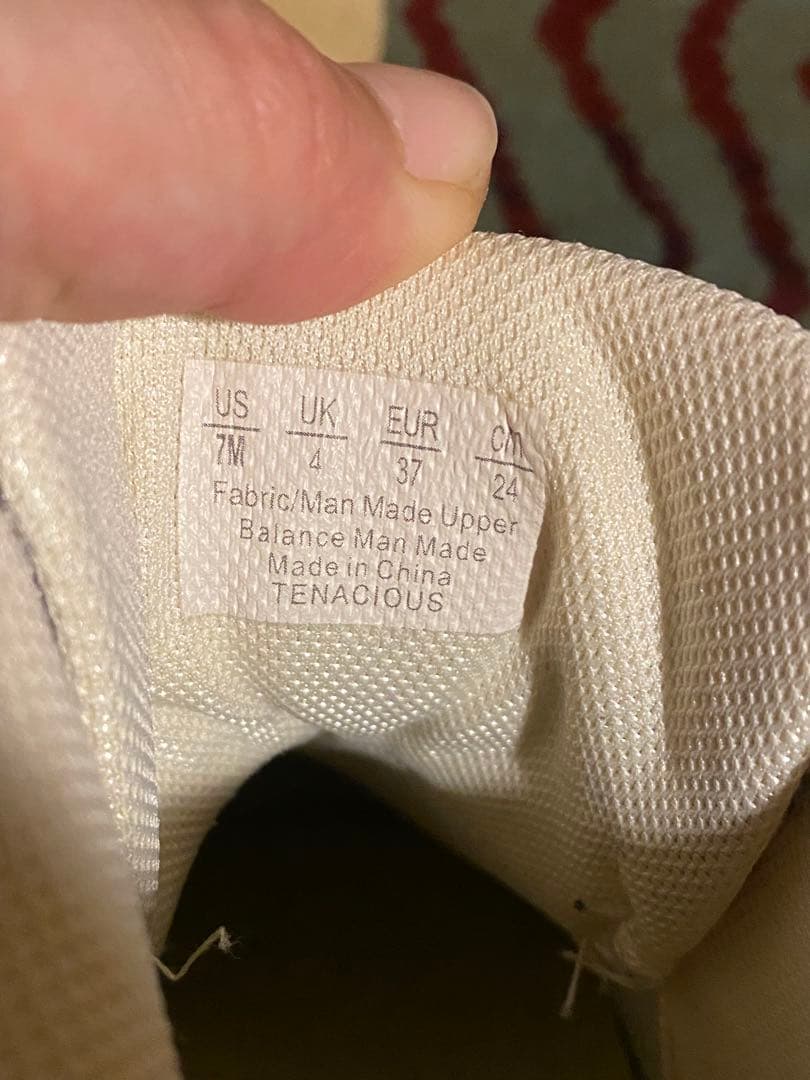 US UK EUR cm
7M 4 37 24
Fabric/Man Made Upper
Balance Man Made
Made in China
TENACIOUS